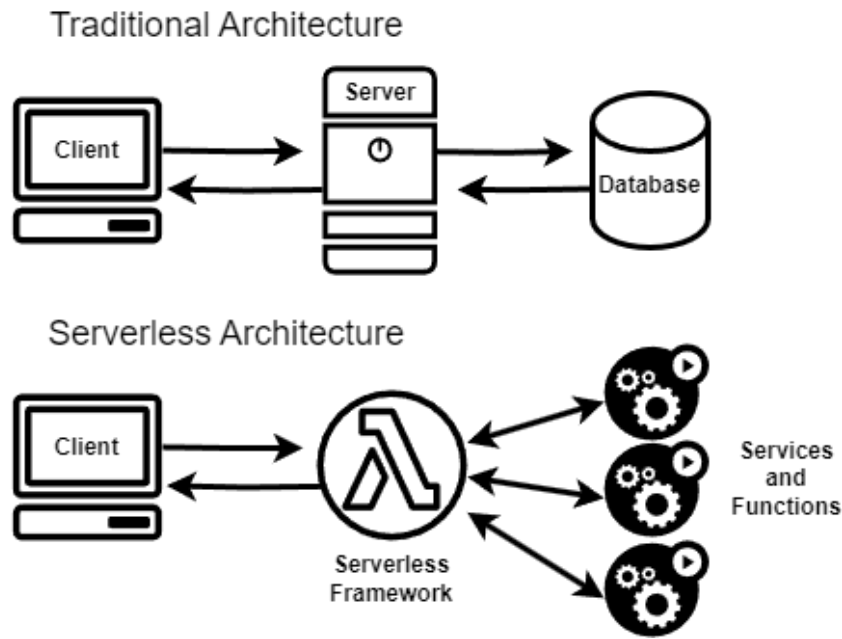 Traditional Architecture
Client
Server
Database
Serverless Architecture
Client
Serverless
Framework
Services
and
Functions